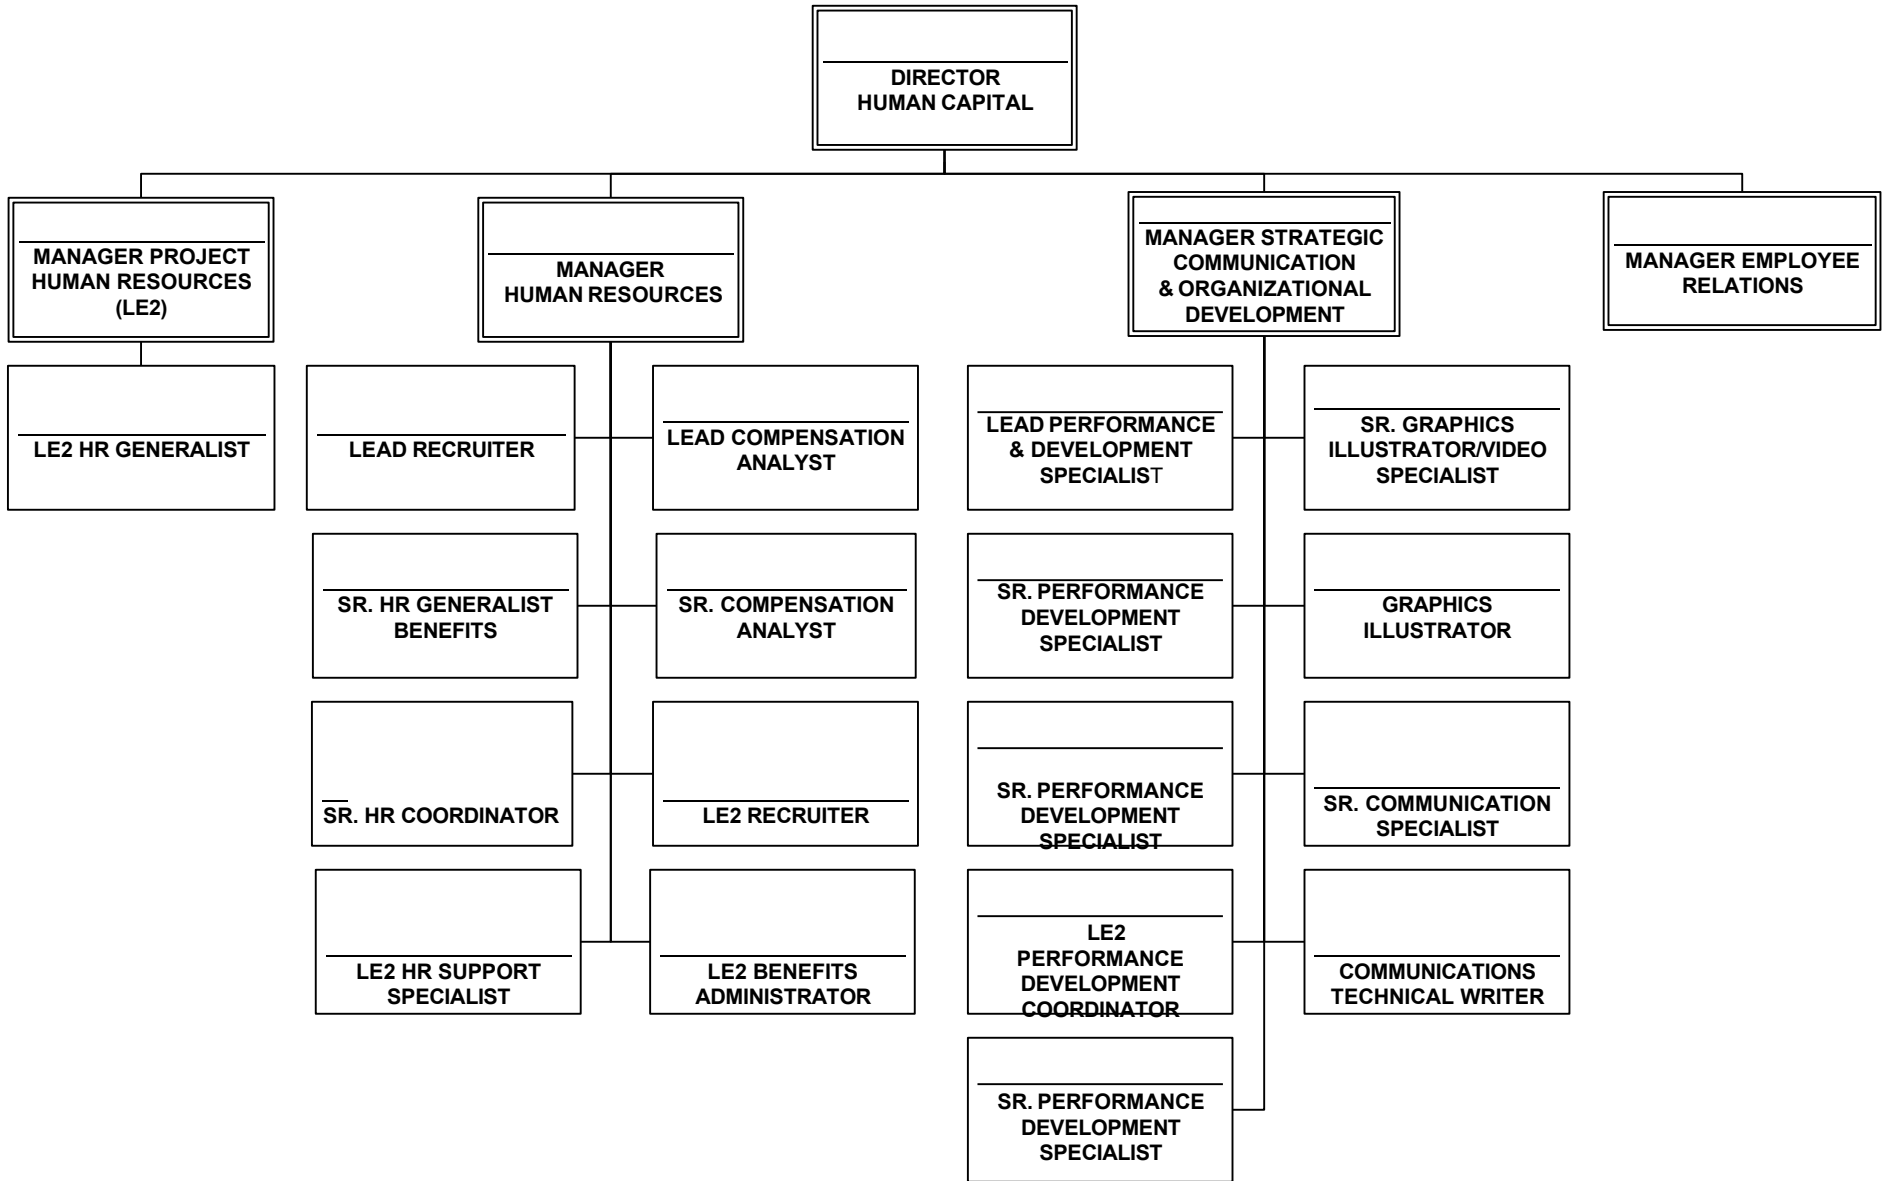 DIRECTOR
HUMAN CAPITAL
MANAGER PROJECT
HUMAN RESOURCES
(LE2)
MANAGER
HUMAN RESOURCES
MANAGER STRATEGIC
COMMUNICATION
& ORGANIZATIONAL
DEVELOPMENT
MANAGER EMPLOYEE
RELATIONS
LE2 HR GENERALIST
LEAD RECRUITER
LEAD COMPENSATION
ANALYST
LEAD PERFORMANCE
& DEVELOPMENT
SPECIALIST
SR. GRAPHICS
ILLUSTRATOR/VIDEO
SPECIALIST
SR. HR GENERALIST
BENEFITS
SR. COMPENSATION
ANALYST
SR. PERFORMANCE
DEVELOPMENT
SPECIALIST
GRAPHICS
ILLUSTRATOR
SR. HR COORDINATOR
LE2 RECRUITER
SR. PERFORMANCE
DEVELOPMENT
SPECIALIST
SR. COMMUNICATION
SPECIALIST
LE2 HR SUPPORT
SPECIALIST
LE2 BENEFITS
ADMINISTRATOR
LE2
PERFORMANCE
DEVELOPMENT
COORDINATOR
COMMUNICATIONS
TECHNICAL WRITER
SR. PERFORMANCE
DEVELOPMENT
SPECIALIST